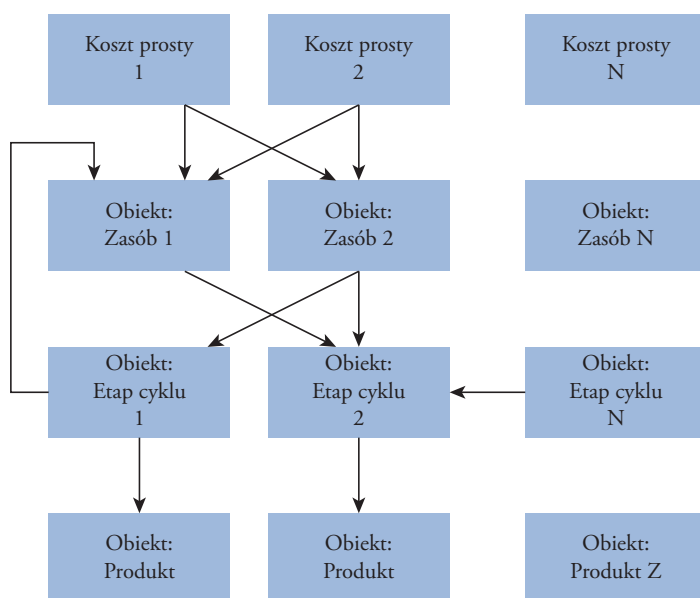 Koszt prosty
1
Koszt prosty
2
Koszt prosty
N
Obiekt:
Zasób 1
Obiekt:
Zasób 2
Obiekt:
Zasób N
Obiekt:
Etap cyklu
1
Obiekt:
Etap cyklu
2
Obiekt:
Etap cyklu
N
Obiekt:
Produkt
Obiekt:
Produkt
Obiekt:
Produkt Z